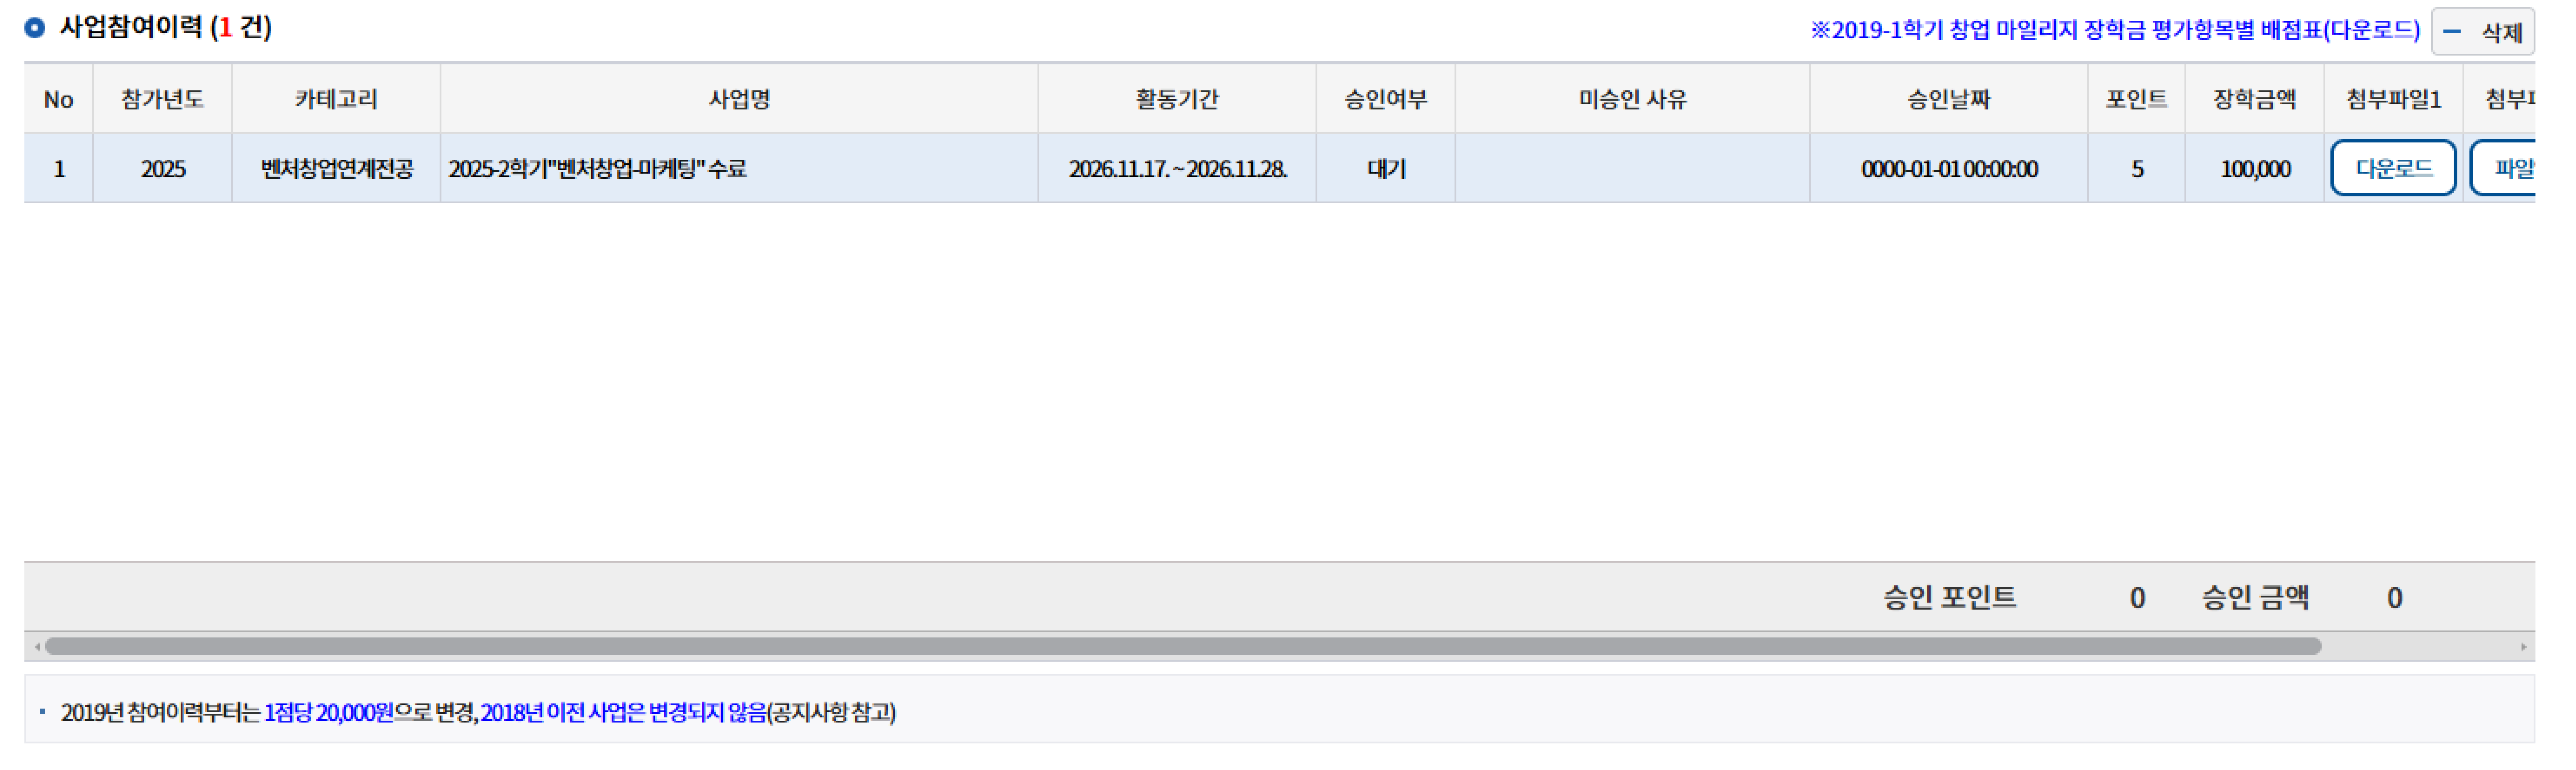 사업참여이력 (1 건)
※2019-1학기 창업 마일리지 장학금 평가항목별 배점표(다운로드)
삭제
No 참가년도 카테고리 사업명 활동기간 승인여부 미승인 사유 승인날짜 포인트 장학금액 첨부파일1
1 2025 벤처창업연계전공 2025-2학기"벤처창업-마케팅" 수료 2026.11.17. ~ 2026.11.28. 대기 0000-01-01 00:00:00 5 100,000 다운로드 파일
승인 포인트 0 승인 금액 0
2019년 참여이력부터는 1점당 20,000원으로 변경, 2018년 이전 사업은 변경되지 않음(공지사항 참고)